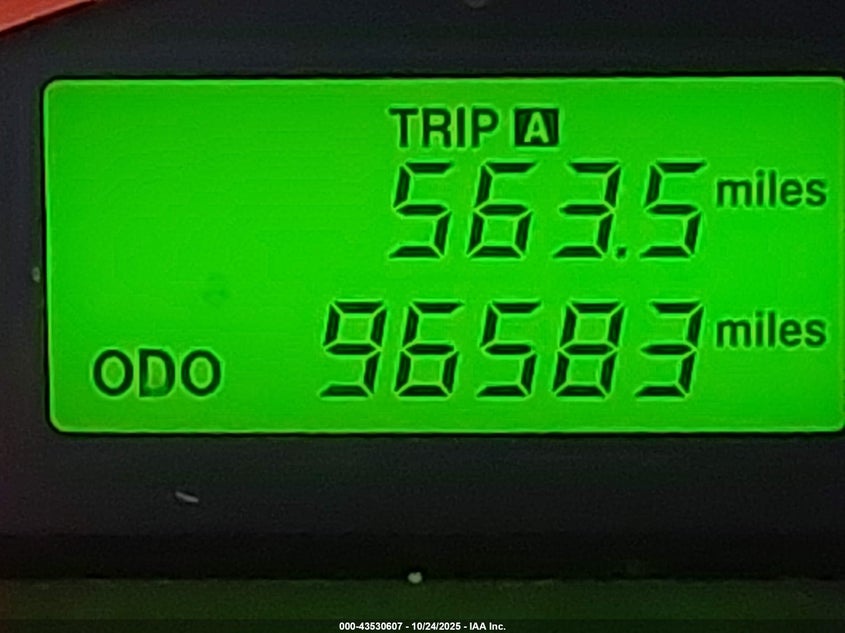 TRIP A
563.5 miles
ODO 96583 miles
000-43530607 - 10/24/2025 - IAA Inc.